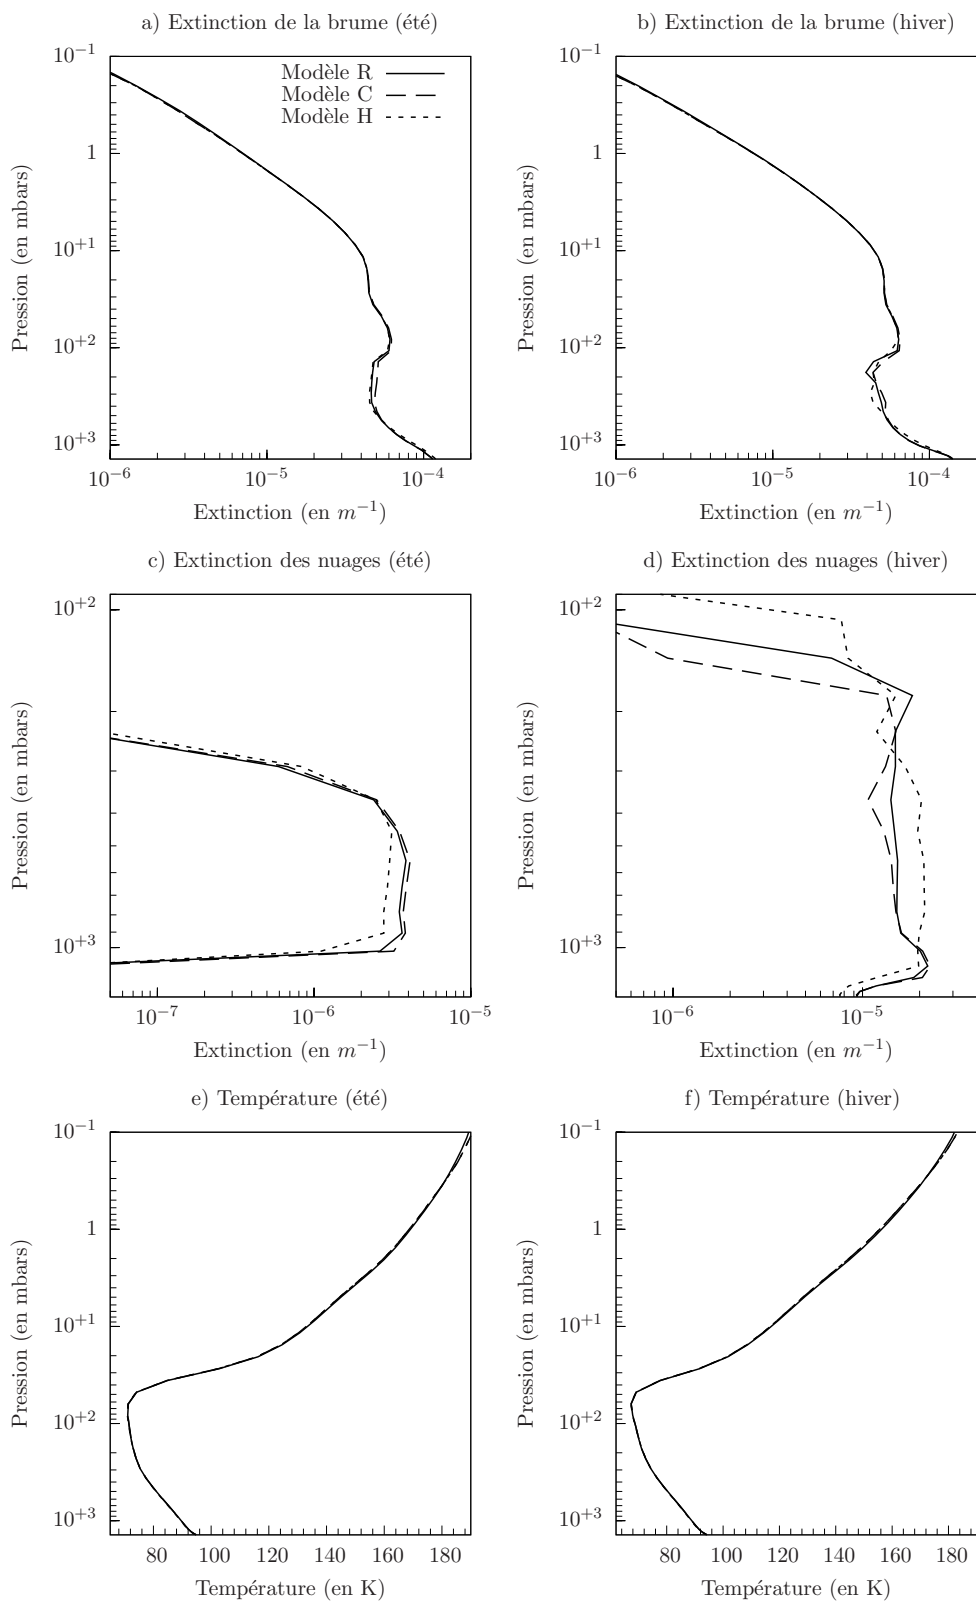 a) Extinction de la brume (été)
10⁻¹
1
10⁺¹
10⁺²
10⁺³
Pression (en mbars)
Modèle R
Modèle C
Modèle H
10⁻⁶ 10⁻⁵ 10⁻⁴
Extinction (en m⁻¹)
b) Extinction de la brume (hiver)
10⁻¹
1
10⁺¹
10⁺²
10⁺³
Pression (en mbars)
10⁻⁶ 10⁻⁵ 10⁻⁴
Extinction (en m⁻¹)
c) Extinction des nuages (été)
10⁺²
10⁺³
Pression (en mbars)
10⁻⁷ 10⁻⁶ 10⁻⁵
Extinction (en m⁻¹)
d) Extinction des nuages (hiver)
10⁺²
10⁺³
Pression (en mbars)
10⁻⁶ 10⁻⁵
Extinction (en m⁻¹)
e) Température (été)
10⁻¹
1
10⁺¹
10⁺²
10⁺³
Pression (en mbars)
80 100 120 140 160 180
Température (en K)
f) Température (hiver)
10⁻¹
1
10⁺¹
10⁺²
10⁺³
Pression (en mbars)
80 100 120 140 160 180
Température (en K)